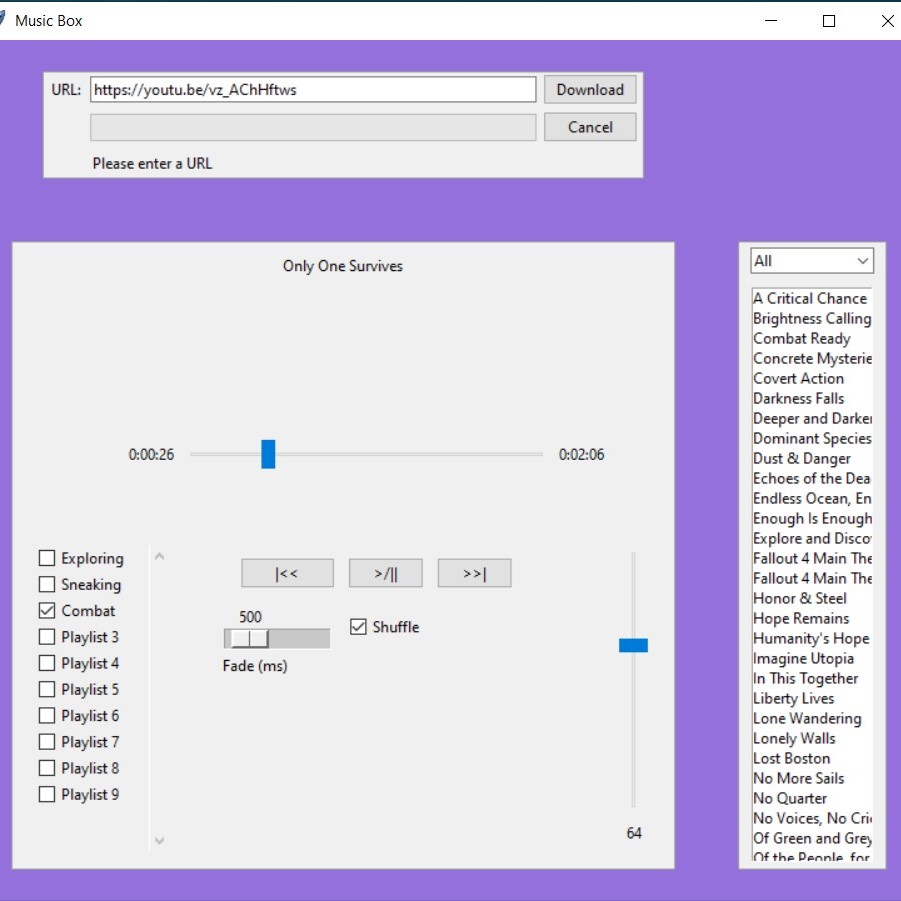 Music Box
URL: https://youtu.be/vz_AChHftws Download
Cancel
Please enter a URL
Only One Survives
0:00:26 0:02:06
Exploring
Sneaking
Combat
Playlist 3
Playlist 4
Playlist 5
Playlist 6
Playlist 7
Playlist 8
Playlist 9
|<< >/|| >>|
500
Shuffle
Fade (ms)
64
All
A Critical Chance
Brightness Calling
Combat Ready
Concrete Mysterie
Covert Action
Darkness Falls
Deeper and Darker
Dominant Species
Dust & Danger
Echoes of the Dea
Endless Ocean, En
Enough Is Enough
Explore and Discov
Fallout 4 Main The
Fallout 4 Main The
Honor & Steel
Hope Remains
Humanity's Hope
Imagine Utopia
In This Together
Liberty Lives
Lone Wandering
Lonely Walls
Lost Boston
No More Sails
No Quarter
No Voices, No Cri
Of Green and Grey
Of the People, for